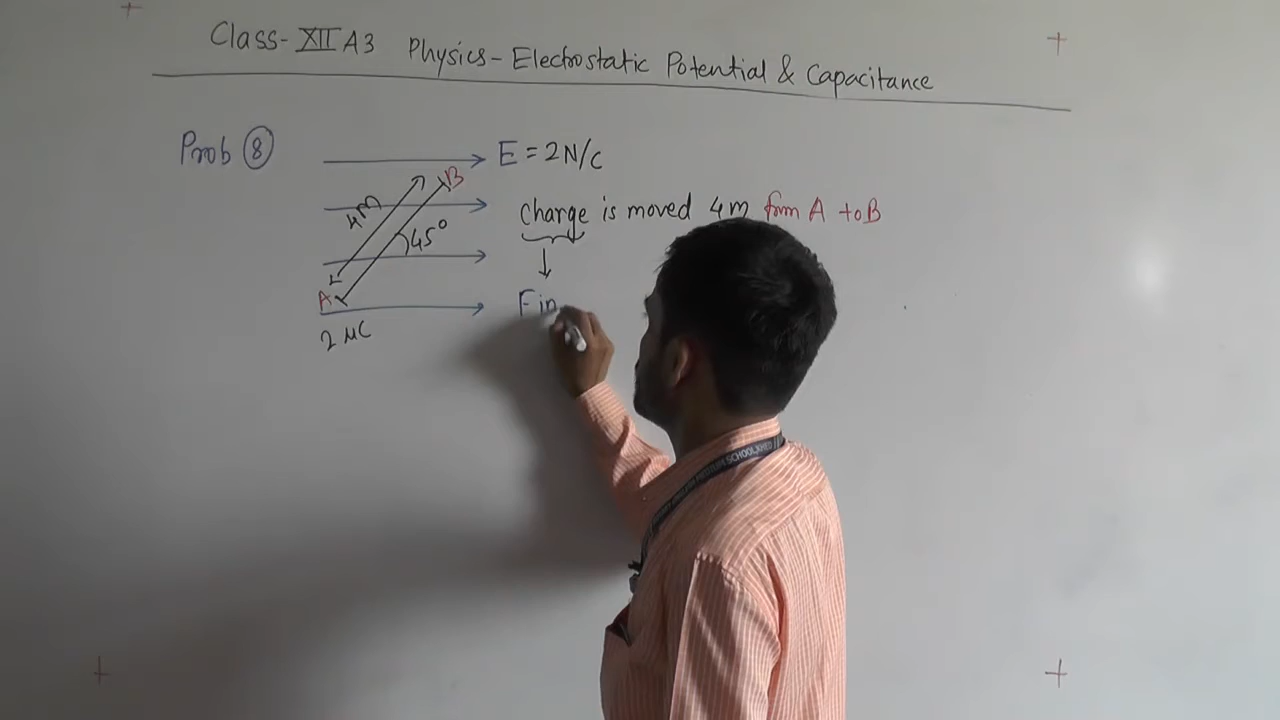 Class-XII A3 Physics-Electrostatic Potential & Capacitance
Prob 8
E = 2N/C
B
4M
charge is moved 4m form A to B
45°
A
Fin
2 μC